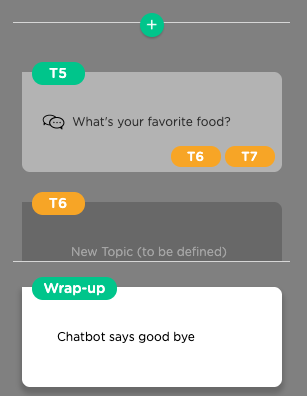 +
T5
What's your favorite food?
T6 T7
T6
New Topic (to be defined)
Wrap-up
Chatbot says good bye